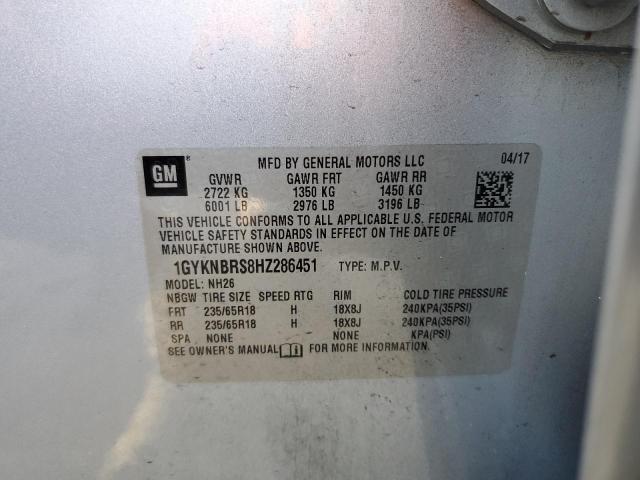 GM ® MFD BY GENERAL MOTORS LLC 04/17
GVWR GAWR FRT GAWR RR
2722 KG 1350 KG 1450 KG
6001 LB 2976 LB 3196 LB
THIS VEHICLE CONFORMS TO ALL APPLICABLE U.S. FEDERAL MOTOR
VEHICLE SAFETY STANDARDS IN EFFECT ON THE DATE OF
MANUFACTURE SHOWN ABOVE.
1GYKNBRS8HZ286451 TYPE: M.P.V.
MODEL: NH26
NBGW TIRE SIZE SPEED RTG RIM COLD TIRE PRESSURE
FRT 235/65R18 H 18X8J 240KPA(35PSI)
RR 235/65R18 H 18X8J 240KPA(35PSI)
SPA NONE NONE KPA(PSI)
SEE OWNER'S MANUAL FOR MORE INFORMATION.